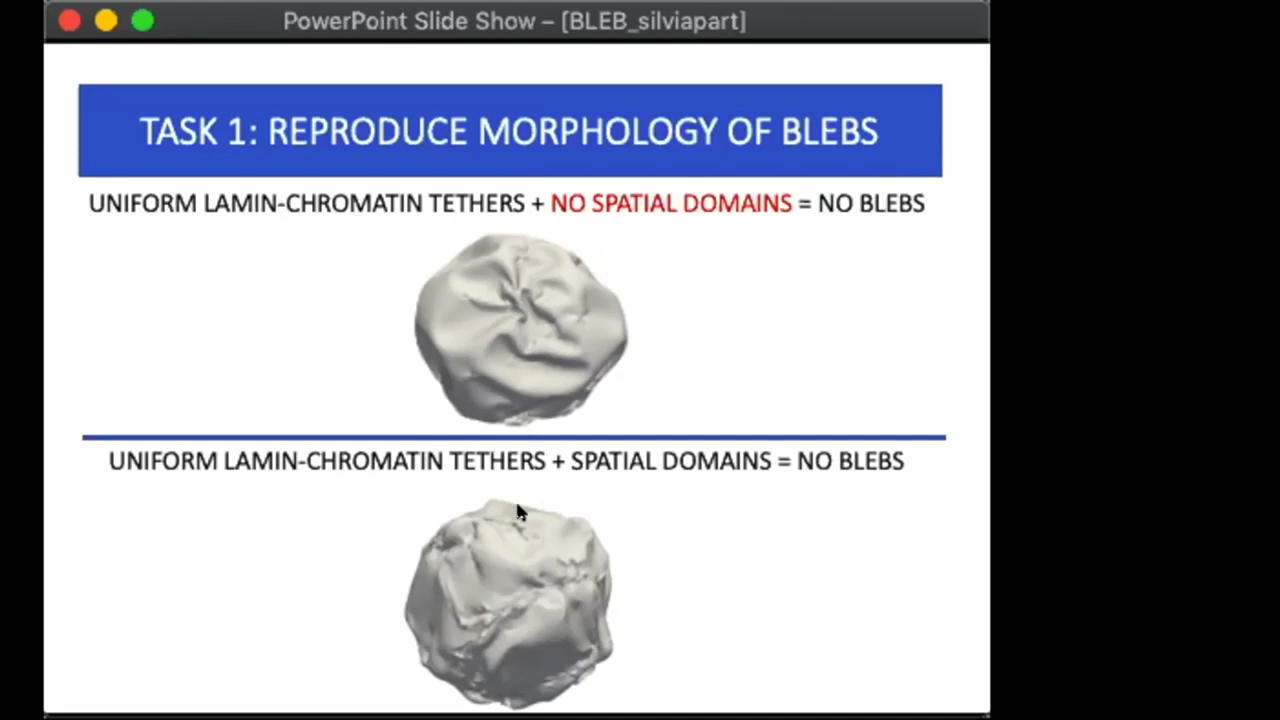 PowerPoint Slide Show – [BLEB_silviapart]
TASK 1: REPRODUCE MORPHOLOGY OF BLEBS
UNIFORM LAMIN-CHROMATIN TETHERS + NO SPATIAL DOMAINS = NO BLEBS
UNIFORM LAMIN-CHROMATIN TETHERS + SPATIAL DOMAINS = NO BLEBS